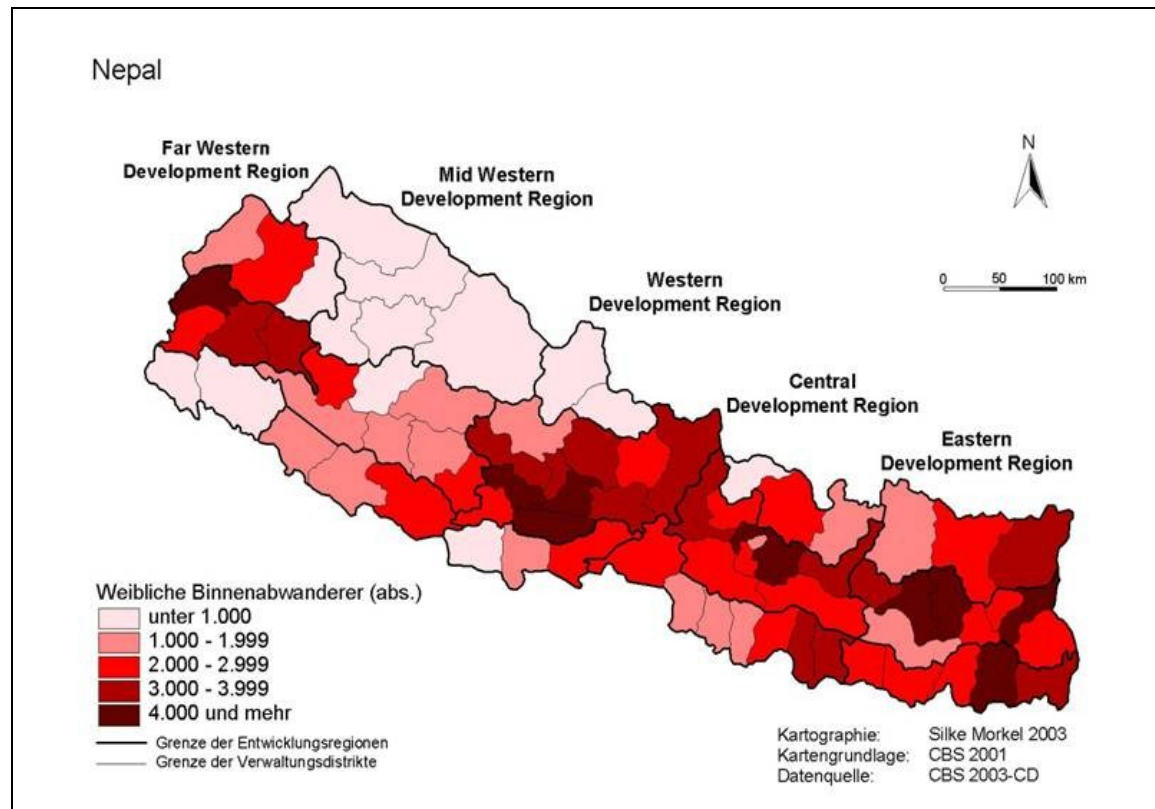 Nepal
Far Western
Development Region
Mid Western
Development Region
N
Western
Development Region
0 50 100 km
Central
Development Region
Eastern
Development Region
Weibliche Binnenabwanderer (abs.)
unter 1.000
1.000 - 1.999
2.000 - 2.999
3.000 - 3.999
4.000 und mehr
Grenze der Entwicklungsregionen
Grenze der Verwaltungsdistrikte
Kartographie: Silke Morkel 2003
Kartengrundlage: CBS 2001
Datenquelle: CBS 2003-CD